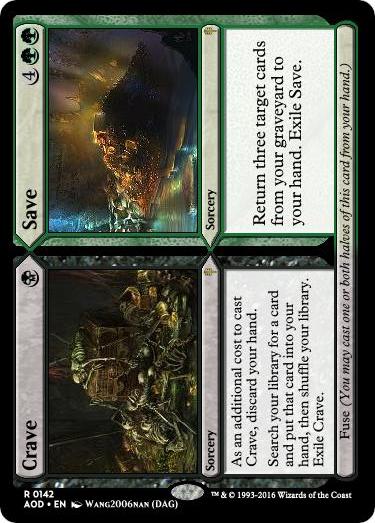 Crave
Sorcery
As an additional cost to cast
Crave, discard your hand.
Search your library for a card
and put that card into your
hand, then shuffle your library.
Exile Crave.
Save
4
Sorcery
Return three target cards
from your graveyard to
your hand. Exile Save.
Fuse (You may cast one or both halves of this card from your hand.)
R 0142
AOD • EN Wang2006nan (DAG)
™ & © 1993-2016 Wizards of the Coast